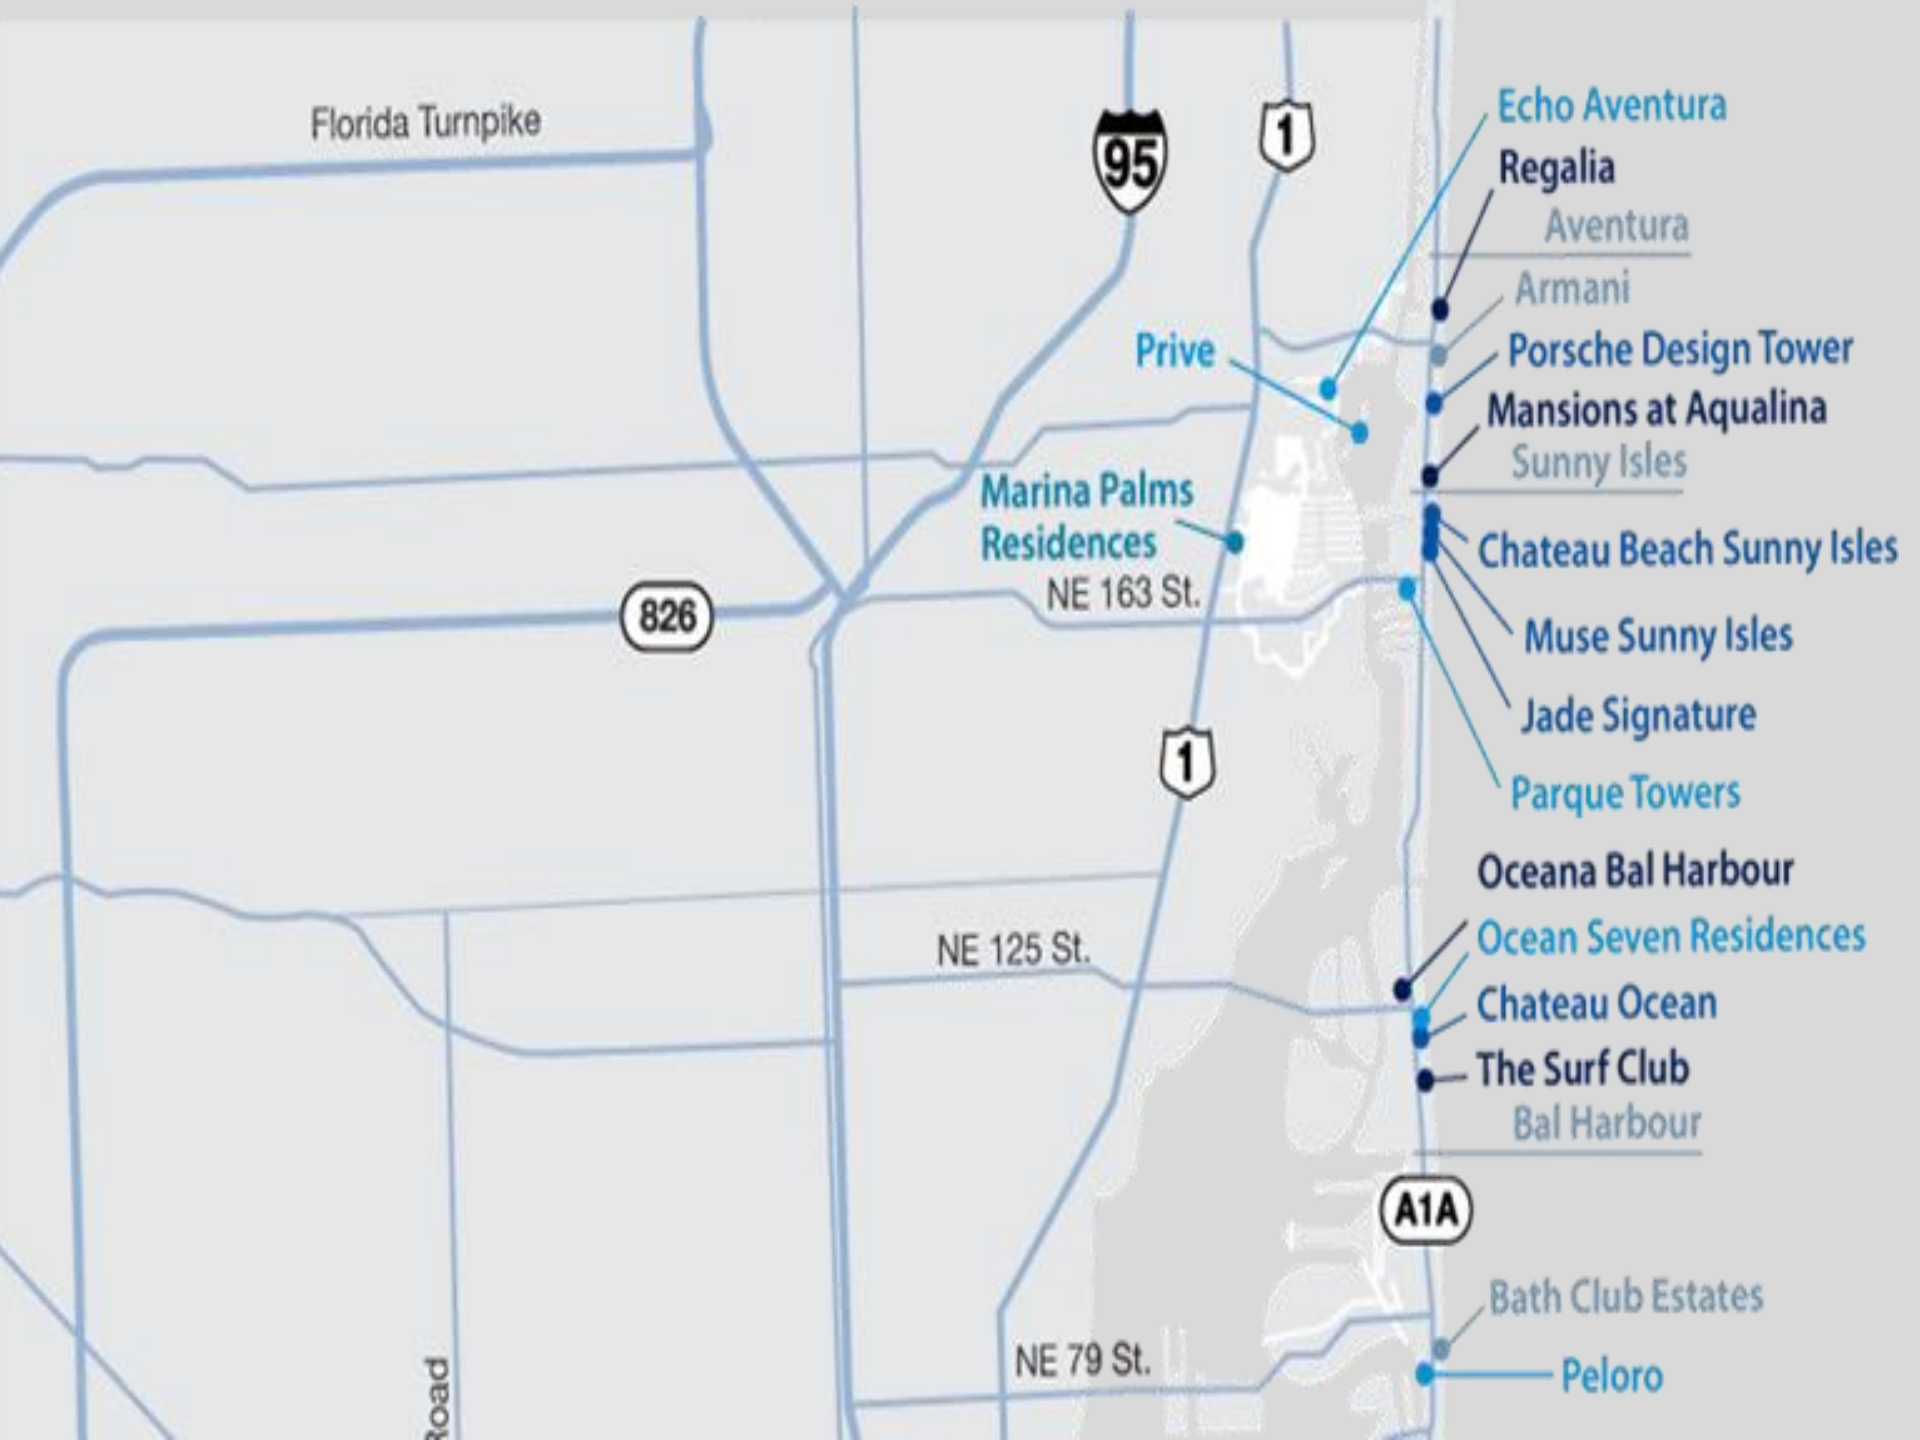 Florida Turnpike
95
1
Echo Aventura
Regalia
Aventura
Armani
Prive
Porsche Design Tower
Mansions at Aqualina
Sunny Isles
Marina Palms
Residences
Chateau Beach Sunny Isles
NE 163 St.
826
Muse Sunny Isles
Jade Signature
1
Parque Towers
Oceana Bal Harbour
Ocean Seven Residences
NE 125 St.
Chateau Ocean
The Surf Club
Bal Harbour
A1A
Bath Club Estates
NE 79 St.
Peloro
Road